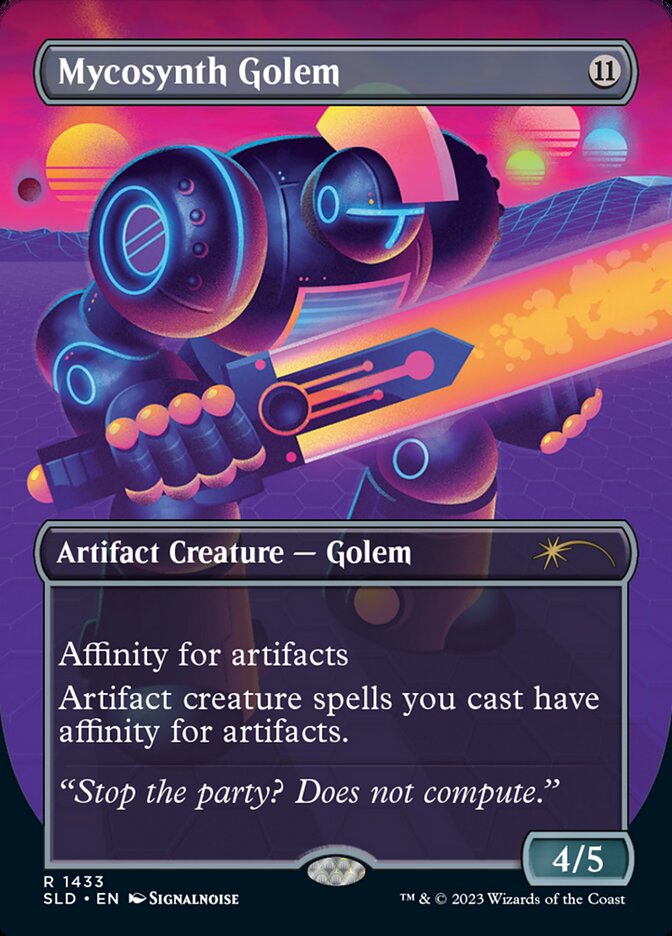 Mycosynth Golem
11
Artifact Creature — Golem
Affinity for artifacts
Artifact creature spells you cast have
affinity for artifacts.
“Stop the party? Does not compute.”
4/5
R 1433
SLD • EN Signalnoise
™ & © 2023 Wizards of the Coast